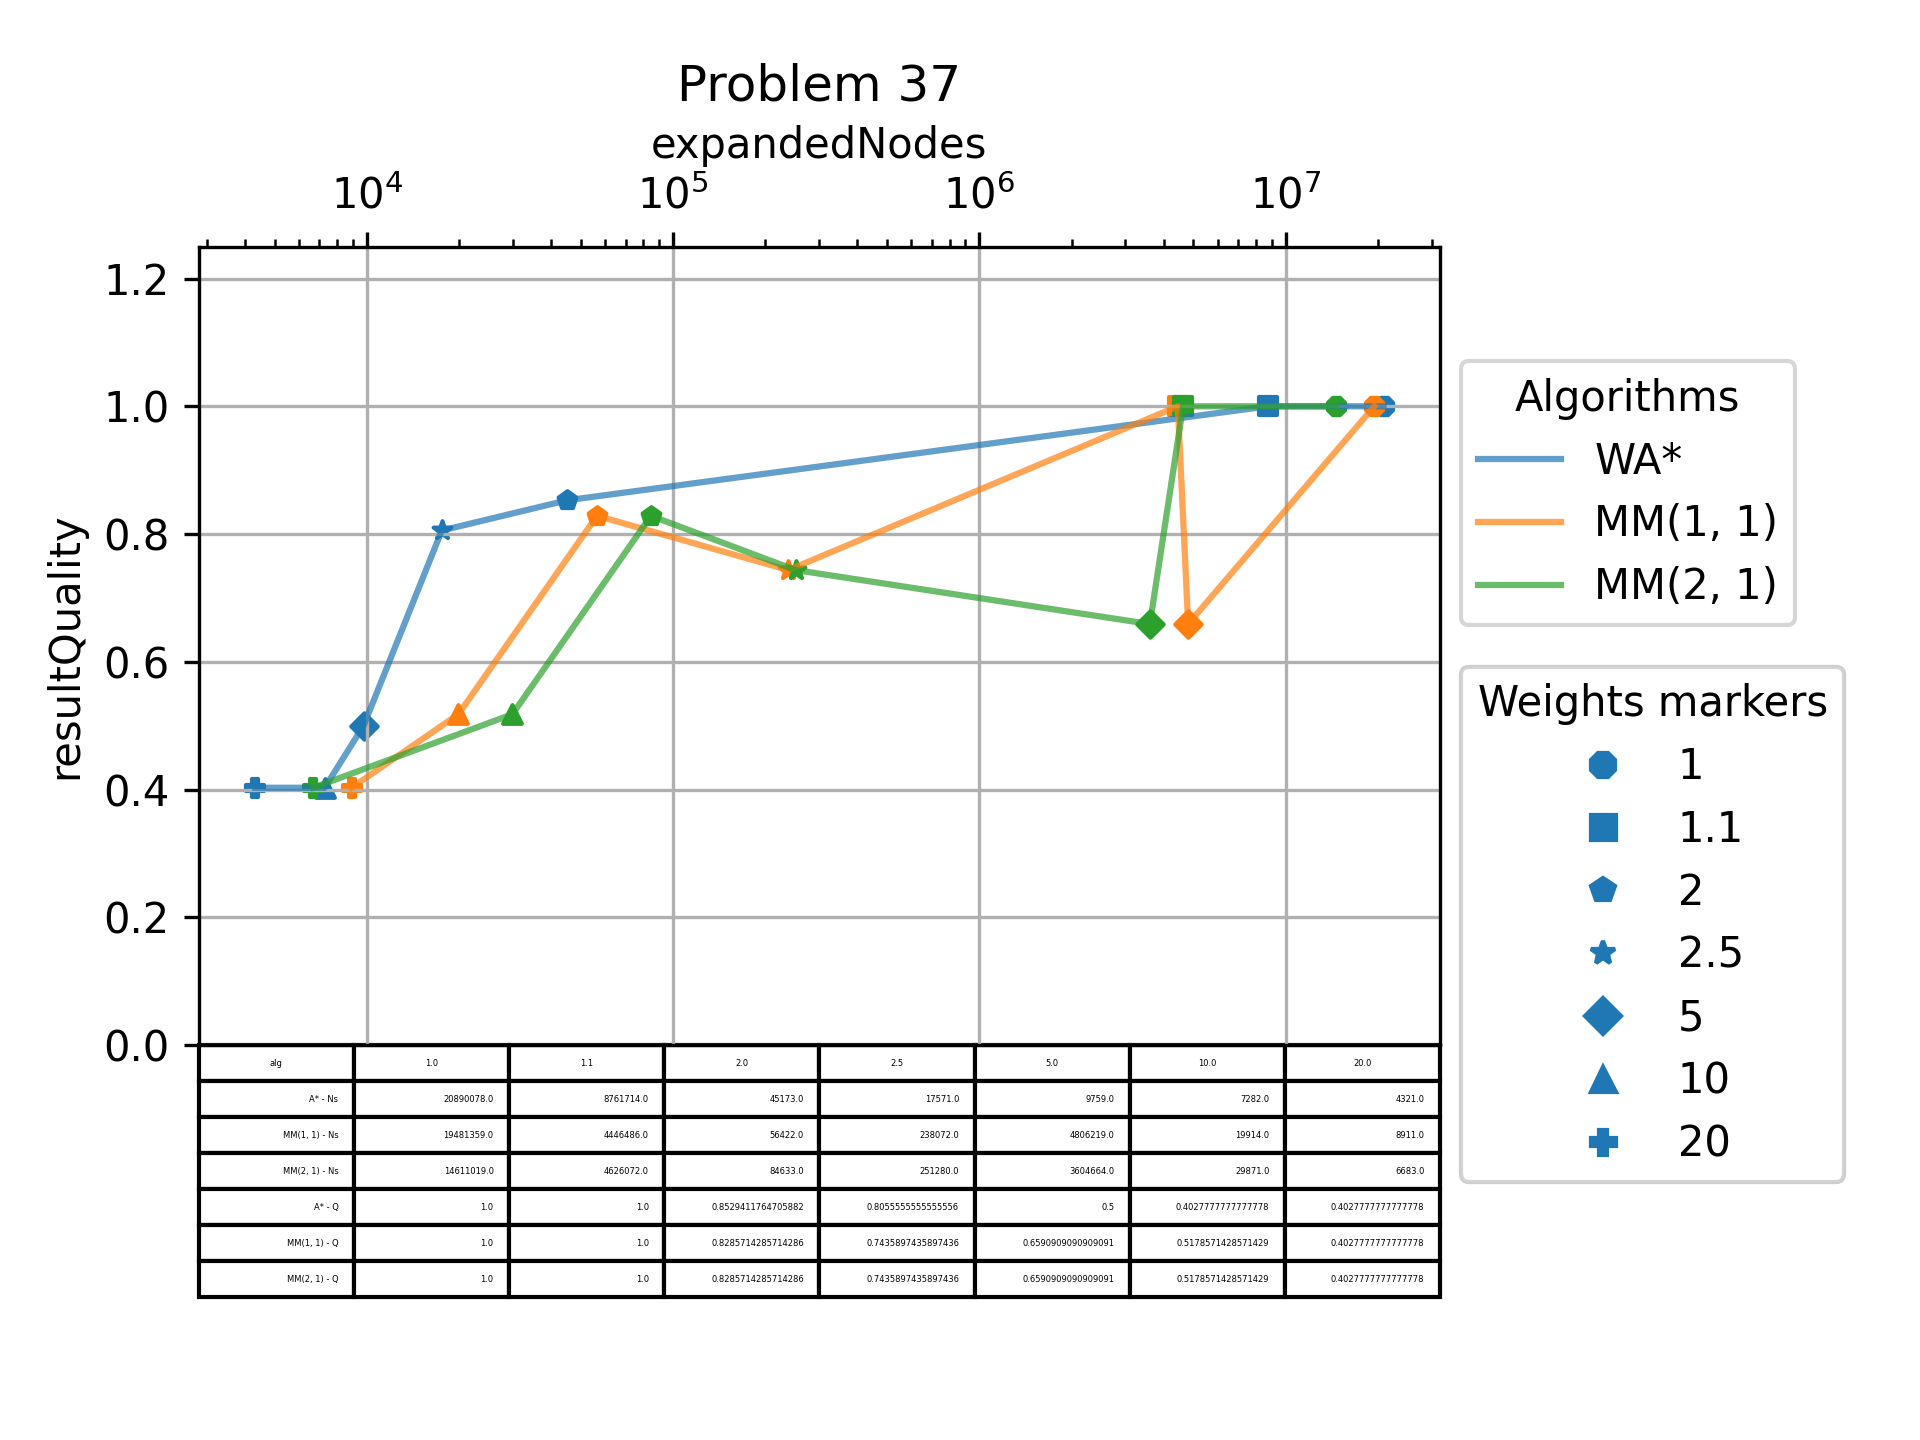 Problem 37
expandedNodes
10^4 10^5 10^6 10^7
resultQuality
1.2
1.0
0.8
0.6
0.4
0.2
0.0
Algorithms
WA*
MM(1, 1)
MM(2, 1)
Weights markers
1
1.1
2
2.5
5
10
20
alg 1.0 1.1 2.0 2.5 5.0 10.0 20.0
A* - Ns 20890078.0 8761714.0 45173.0 17571.0 9759.0 7282.0 4321.0
MM(1, 1) - Ns 19481359.0 4446486.0 56422.0 238072.0 4806219.0 19914.0 8911.0
MM(2, 1) - Ns 14611019.0 4626072.0 84633.0 251280.0 3604664.0 29871.0 6683.0
A* - Q 1.0 1.0 0.8529411764705882 0.8055555555555556 0.5 0.4027777777777778 0.4027777777777778
MM(1, 1) - Q 1.0 1.0 0.8285714285714286 0.7435897435897436 0.6590909090909091 0.5178571428571429 0.4027777777777778
MM(2, 1) - Q 1.0 1.0 0.8285714285714286 0.7435897435897436 0.6590909090909091 0.5178571428571429 0.4027777777777778